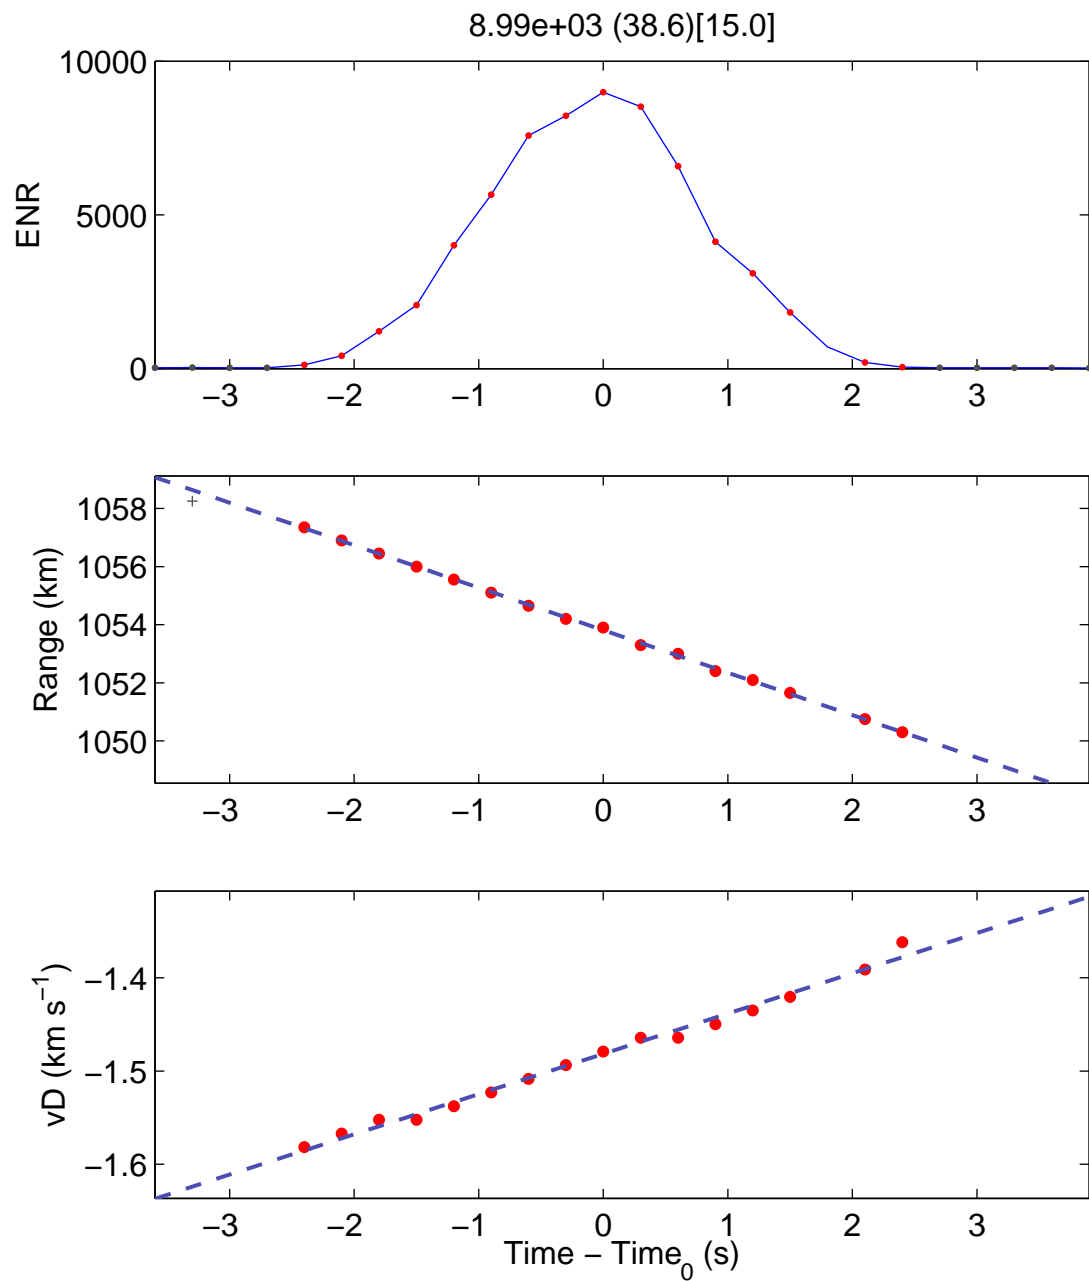 8.99e+03 (38.6)[15.0]
10000
5000
0
ENR
−3 −2 −1 0 1 2 3
1058
1056
1054
1052
1050
Range (km)
−3 −2 −1 0 1 2 3
−1.4
−1.5
−1.6
vD (km s−1)
−3 −2 −1 0 1 2 3
Time − Time0 (s)